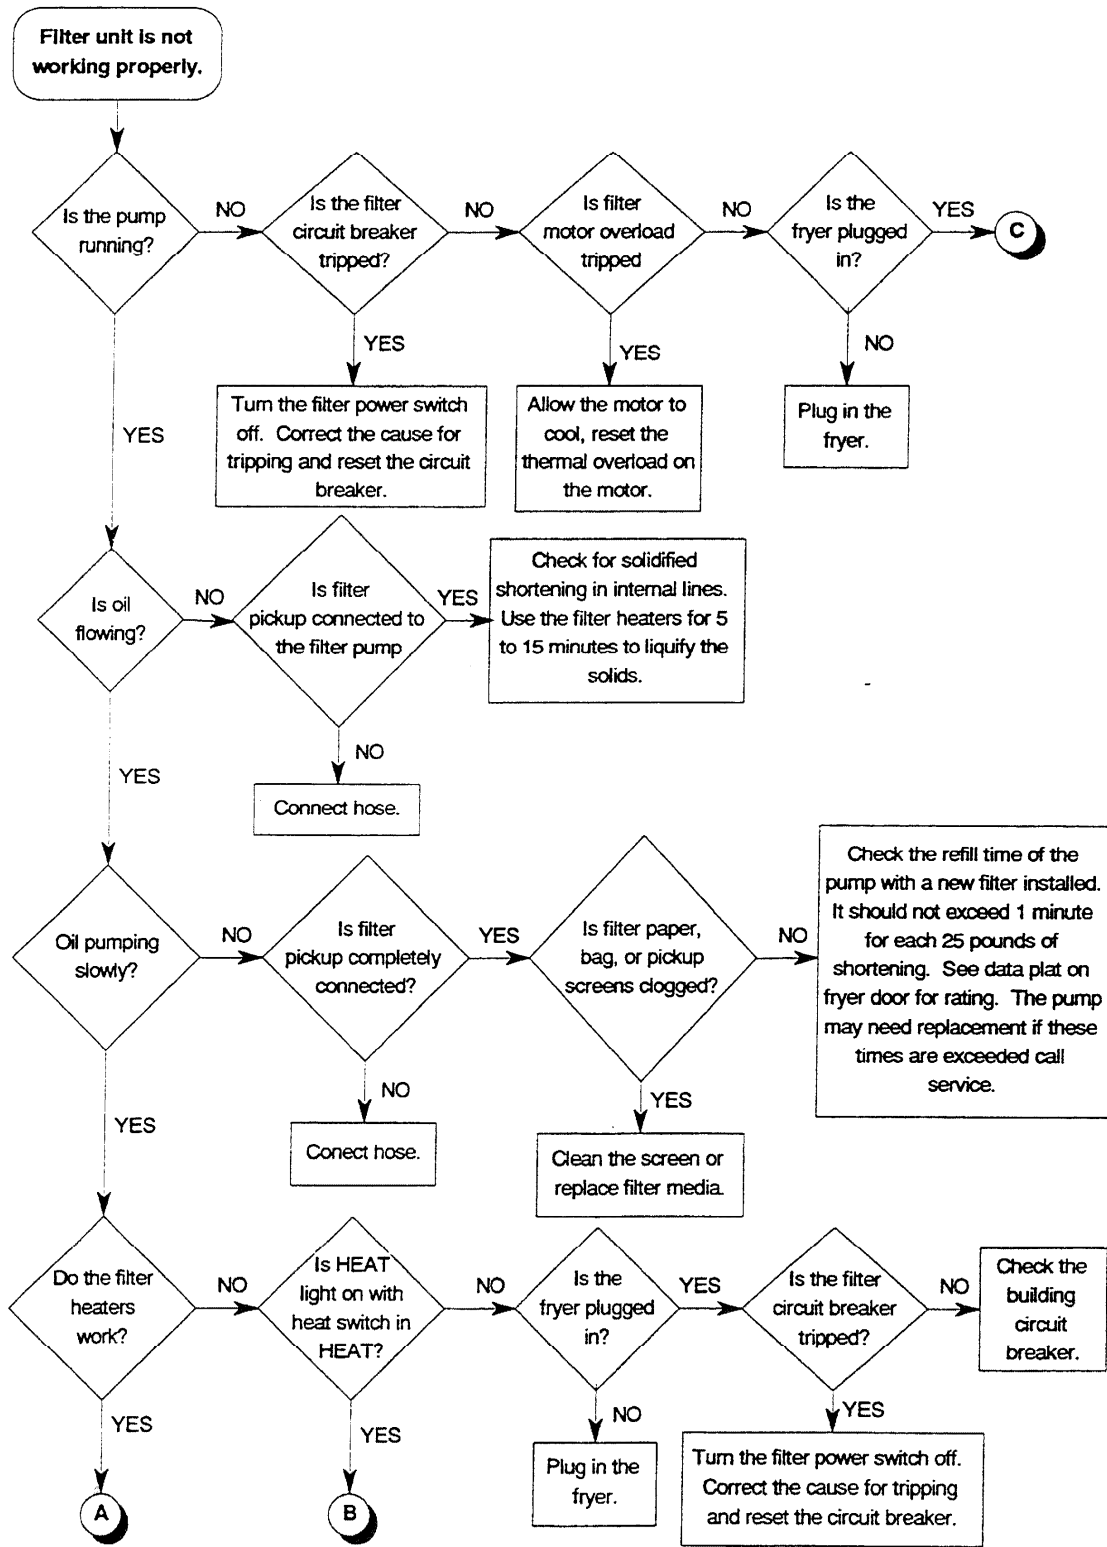 Filter unit is not
working properly.
Is the pump
running?
NO
Is the filter
circuit breaker
tripped?
NO
Is filter
motor overload
tripped
NO
Is the
fryer plugged
in?
YES
C
YES
Turn the filter power switch
off. Correct the cause for
tripping and reset the circuit
breaker.
YES
Allow the motor to
cool, reset the
thermal overload on
the motor.
NO
Plug in the
fryer.
YES
Is oil
flowing?
NO
Is filter
pickup connected to
the filter pump
YES
Check for solidified
shortening in internal lines.
Use the filter heaters for 5
to 15 minutes to liquify the
solids.
NO
Connect hose.
YES
Oil pumping
slowly?
NO
Is filter
pickup completely
connected?
YES
Is filter paper,
bag, or pickup
screens clogged?
NO
Check the refill time of the
pump with a new filter installed.
It should not exceed 1 minute
for each 25 pounds of
shortening. See data plat on
fryer door for rating. The pump
may need replacement if these
times are exceeded call
service.
NO
Conect hose.
YES
Clean the screen or
replace filter media.
YES
Do the filter
heaters
work?
NO
Is HEAT
light on with
heat switch in
HEAT?
NO
Is the
fryer plugged
in?
YES
Is the filter
circuit breaker
tripped?
NO
Check the
building
circuit
breaker.
YES
A
YES
B
NO
Plug in the
fryer.
YES
Turn the filter power switch off.
Correct the cause for tripping
and reset the circuit breaker.